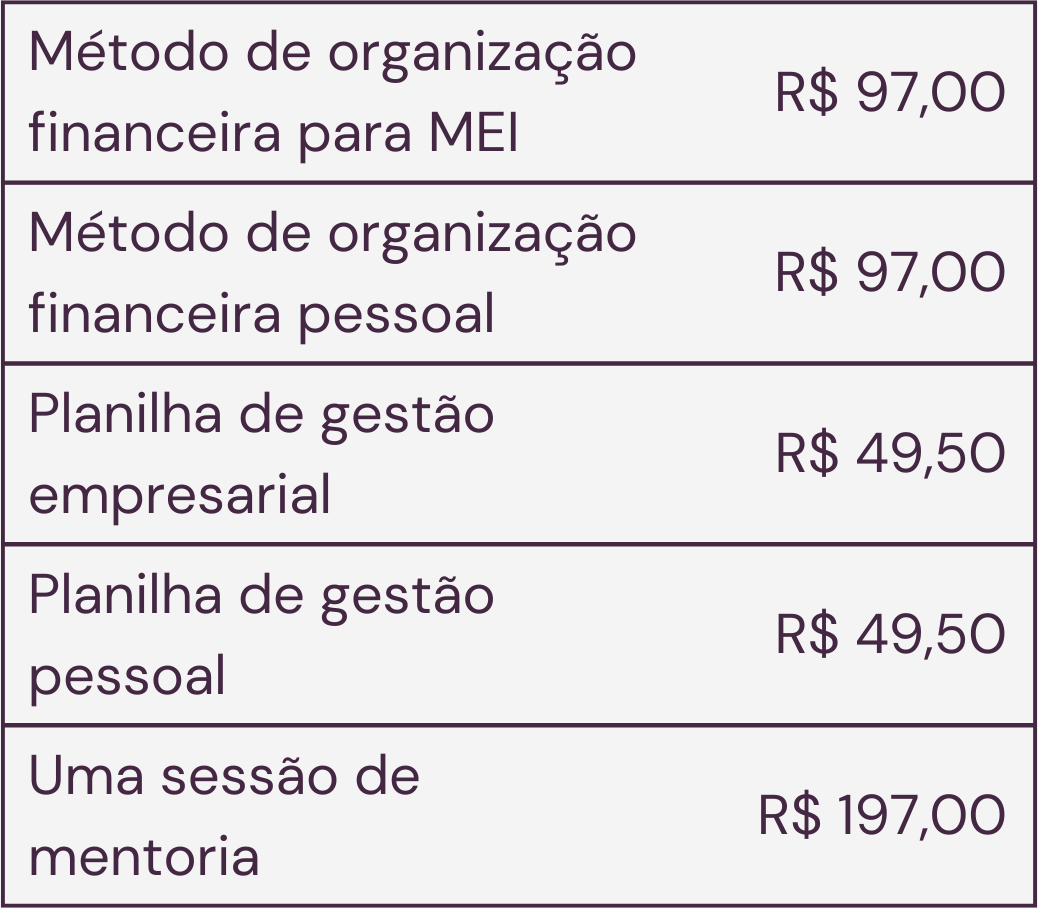 Método de organização
financeira para MEI
R$ 97,00
Método de organização
financeira pessoal
R$ 97,00
Planilha de gestão
empresarial
R$ 49,50
Planilha de gestão
pessoal
R$ 49,50
Uma sessão de
mentoria
R$ 197,00